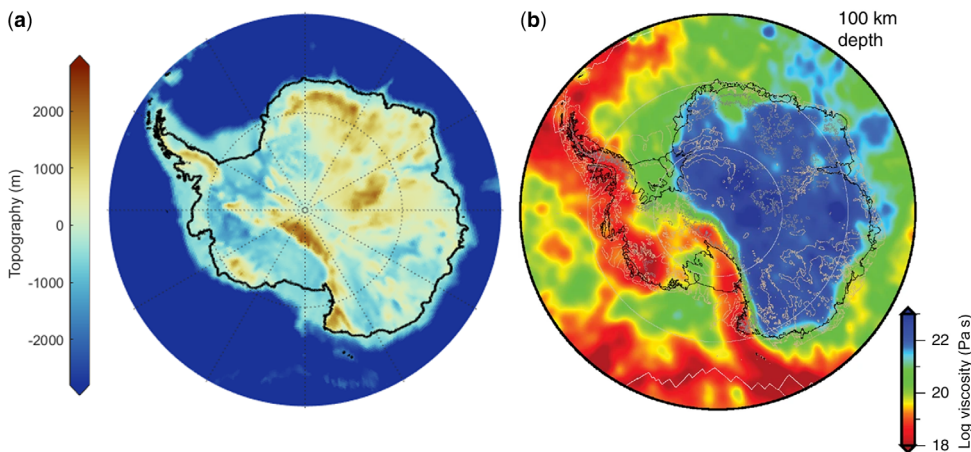 (a)
Topography (m)
2000
1000
0
-1000
-2000
(b)
100 km
depth
Log viscosity (Pa s)
22
20
18